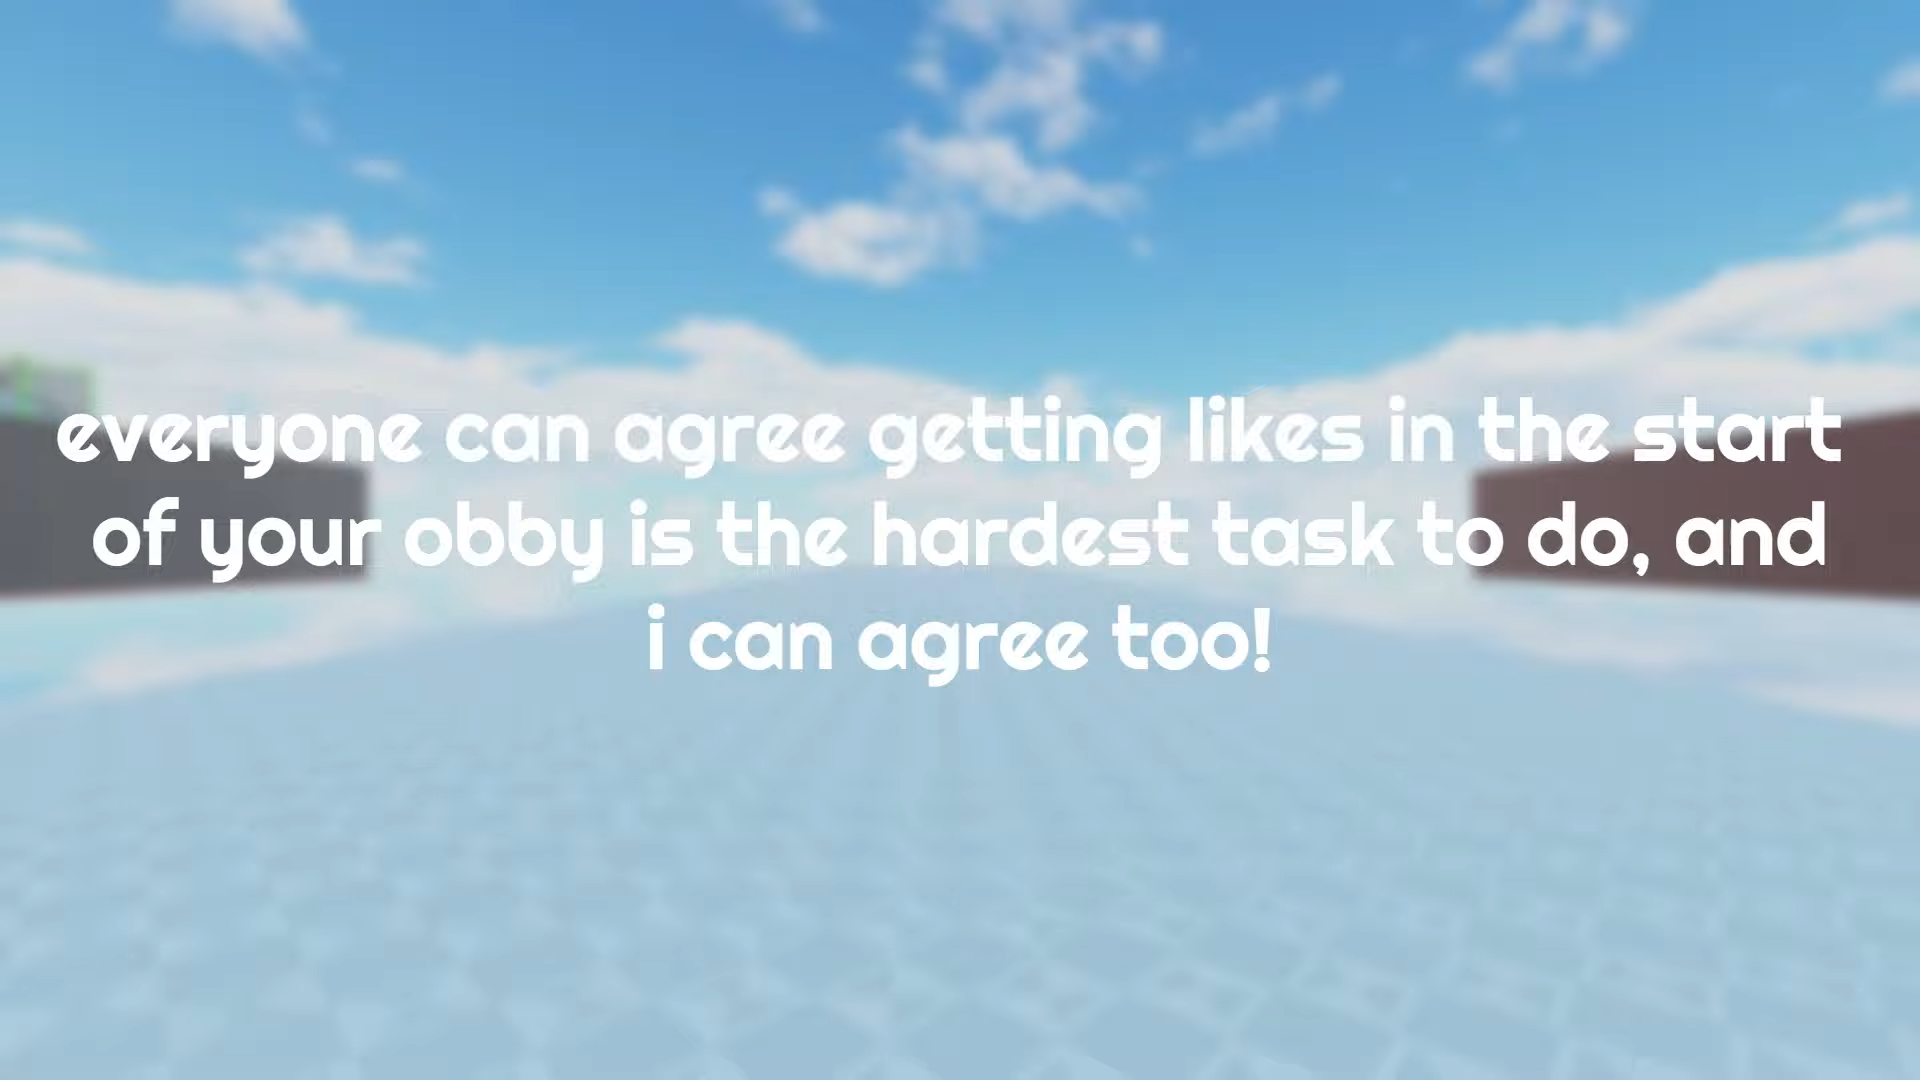 everyone can agree getting likes in the start
of your obby is the hardest task to do, and
i can agree too!